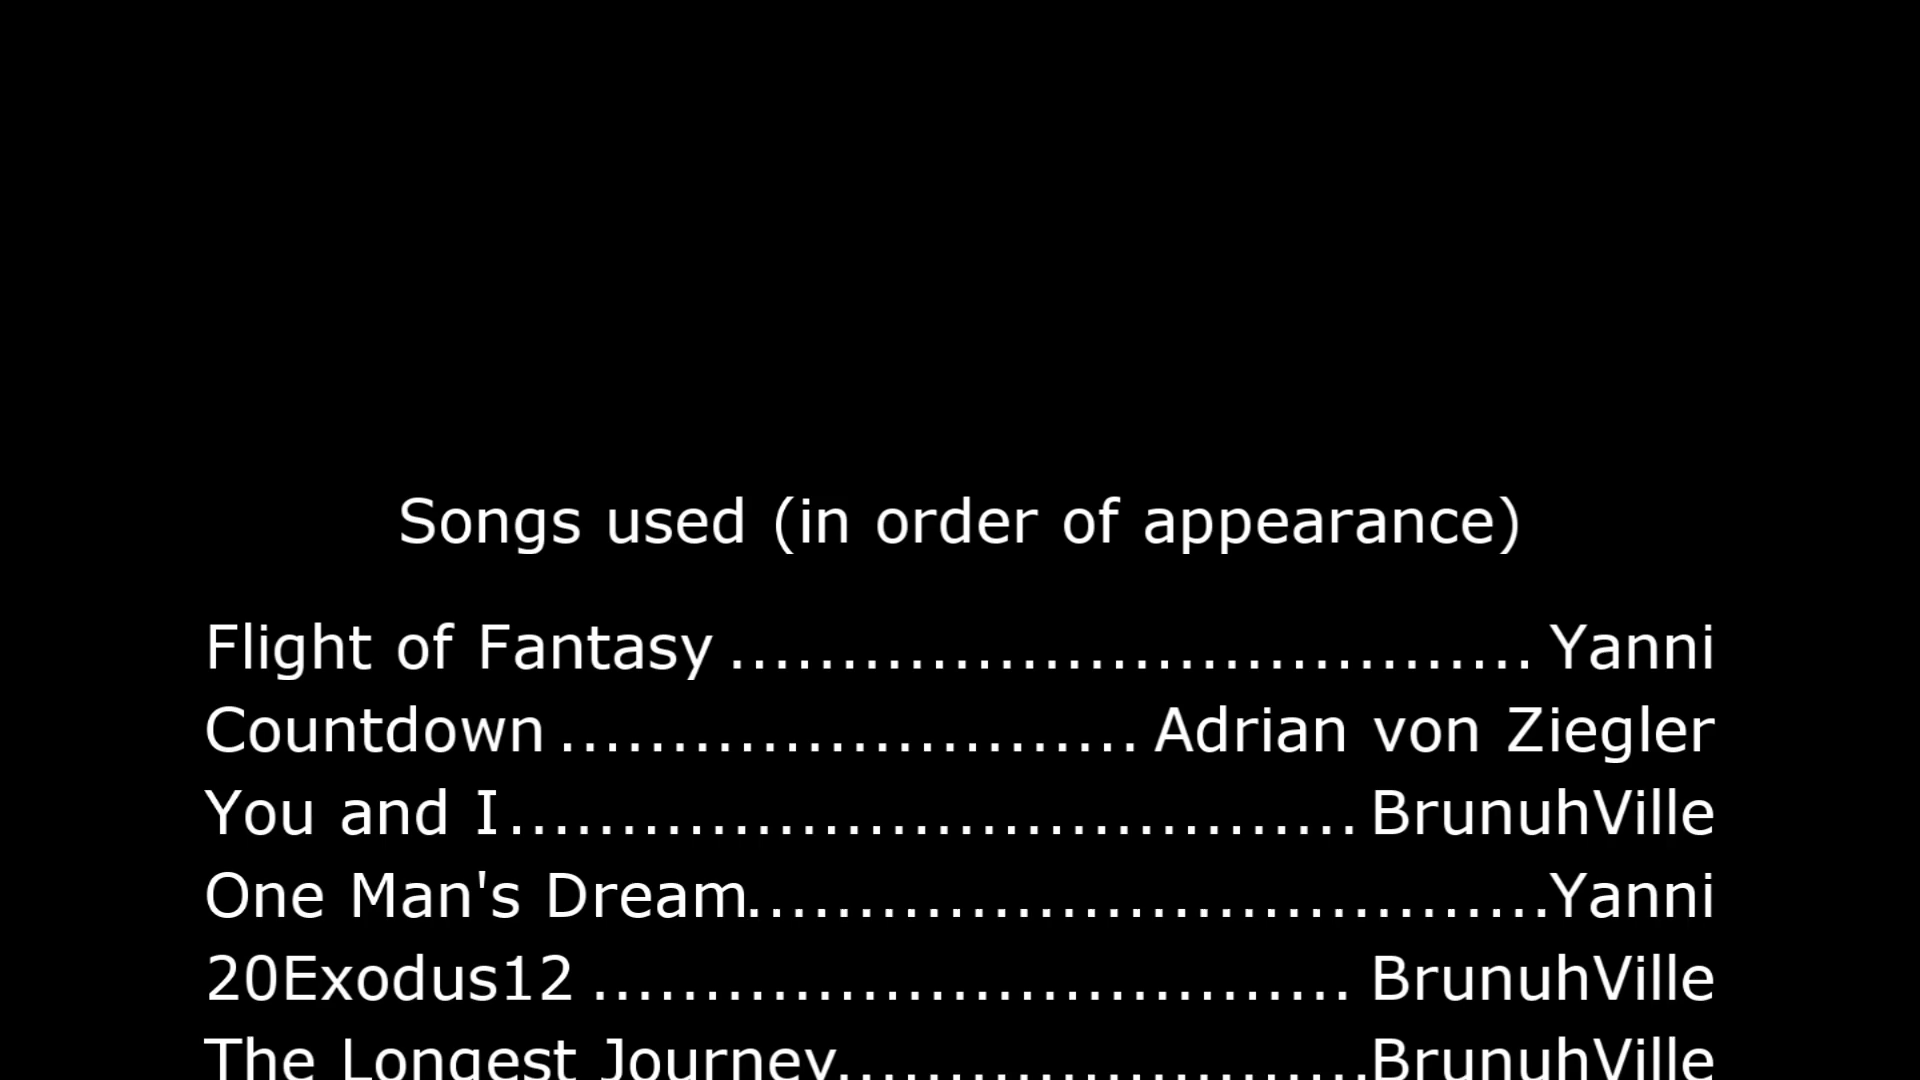 Songs used (in order of appearance)
Flight of Fantasy .................................... Yanni
Countdown .......................... Adrian von Ziegler
You and I...................................... BrunuhVille
One Man's Dream....................................Yanni
20Exodus12 .................................. BrunuhVille
The Longest Journey........................BrunuhVille